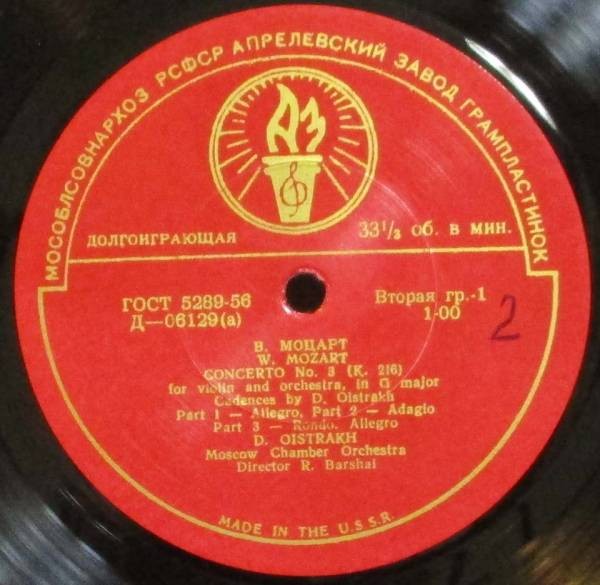 МОСОБЛСОВНАРХОЗ РСФСР АПРЕЛЕВСКИЙ ЗАВОД ГРАМПЛАСТИНОК
АЗ
ДОЛГОИГРАЮЩАЯ 33⅓ об. в мин.
ГОСТ 5289-56 Вторая гр.-1
Д—06129(а) 1-00
2
В. МОЦАРТ
W. MOZART
CONCERTO No. 3 (K. 216)
for violin and orchestra, in G major
Cadences by D. Oistrakh
Part 1 — Allegro, Part 2 — Adagio
Part 3 — Rondo. Allegro
D. OISTRAKH
Moscow Chamber Orchestra
Director R. Barshai
MADE IN THE U.S.S.R.